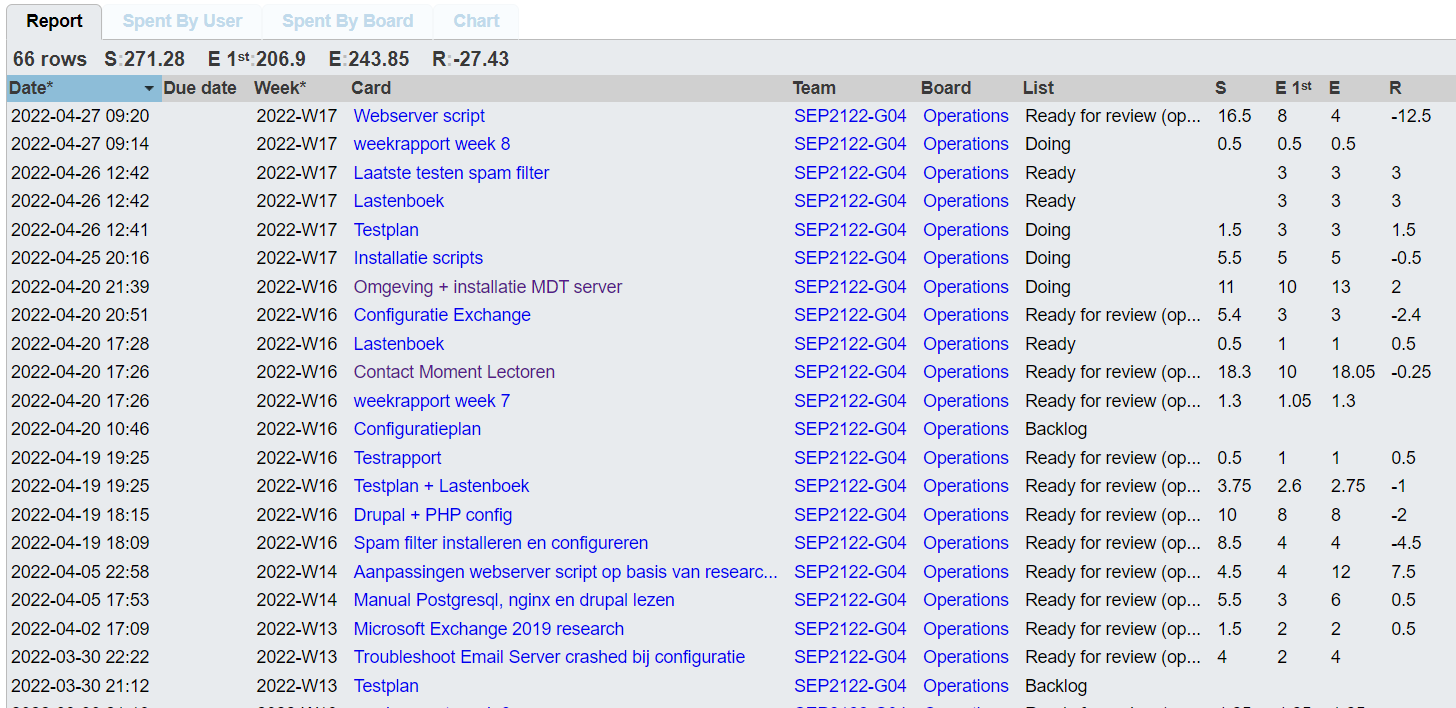 Report Spent By User Spent By Board Chart
66 rows S:271.28 E 1st:206.9 E:243.85 R:-27.43
Date* Due date Week* Card Team Board List S E 1st E R
2022-04-27 09:20 2022-W17 Webserver script SEP2122-G04 Operations Ready for review (op... 16.5 8 4 -12.5
2022-04-27 09:14 2022-W17 weekrapport week 8 SEP2122-G04 Operations Doing 0.5 0.5 0.5
2022-04-26 12:42 2022-W17 Laatste testen spam filter SEP2122-G04 Operations Ready 3 3 3
2022-04-26 12:42 2022-W17 Lastenboek SEP2122-G04 Operations Ready 3 3 3
2022-04-26 12:41 2022-W17 Testplan SEP2122-G04 Operations Doing 1.5 3 3 1.5
2022-04-25 20:16 2022-W17 Installatie scripts SEP2122-G04 Operations Doing 5.5 5 5 -0.5
2022-04-20 21:39 2022-W16 Omgeving + installatie MDT server SEP2122-G04 Operations Doing 11 10 13 2
2022-04-20 20:51 2022-W16 Configuratie Exchange SEP2122-G04 Operations Ready for review (op... 5.4 3 3 -2.4
2022-04-20 17:28 2022-W16 Lastenboek SEP2122-G04 Operations Ready 0.5 1 1 0.5
2022-04-20 17:26 2022-W16 Contact Moment Lectoren SEP2122-G04 Operations Ready for review (op... 18.3 10 18.05 -0.25
2022-04-20 17:26 2022-W16 weekrapport week 7 SEP2122-G04 Operations Ready for review (op... 1.3 1.05 1.3
2022-04-20 10:46 2022-W16 Configuratieplan SEP2122-G04 Operations Backlog
2022-04-19 19:25 2022-W16 Testrapport SEP2122-G04 Operations Ready for review (op... 0.5 1 1 0.5
2022-04-19 19:25 2022-W16 Testplan + Lastenboek SEP2122-G04 Operations Ready for review (op... 3.75 2.6 2.75 -1
2022-04-19 18:15 2022-W16 Drupal + PHP config SEP2122-G04 Operations Ready for review (op... 10 8 8 -2
2022-04-19 18:09 2022-W16 Spam filter installeren en configureren SEP2122-G04 Operations Ready for review (op... 8.5 4 4 -4.5
2022-04-05 22:58 2022-W14 Aanpassingen webserver script op basis van researc... SEP2122-G04 Operations Ready for review (op... 4.5 4 12 7.5
2022-04-05 17:53 2022-W14 Manual Postgresql, nginx en drupal lezen SEP2122-G04 Operations Ready for review (op... 5.5 3 6 0.5
2022-04-02 17:09 2022-W13 Microsoft Exchange 2019 research SEP2122-G04 Operations Ready for review (op... 1.5 2 2 0.5
2022-03-30 22:22 2022-W13 Troubleshoot Email Server crashed bij configuratie SEP2122-G04 Operations Ready for review (op... 4 2 4
2022-03-30 21:12 2022-W13 Testplan SEP2122-G04 Operations Backlog